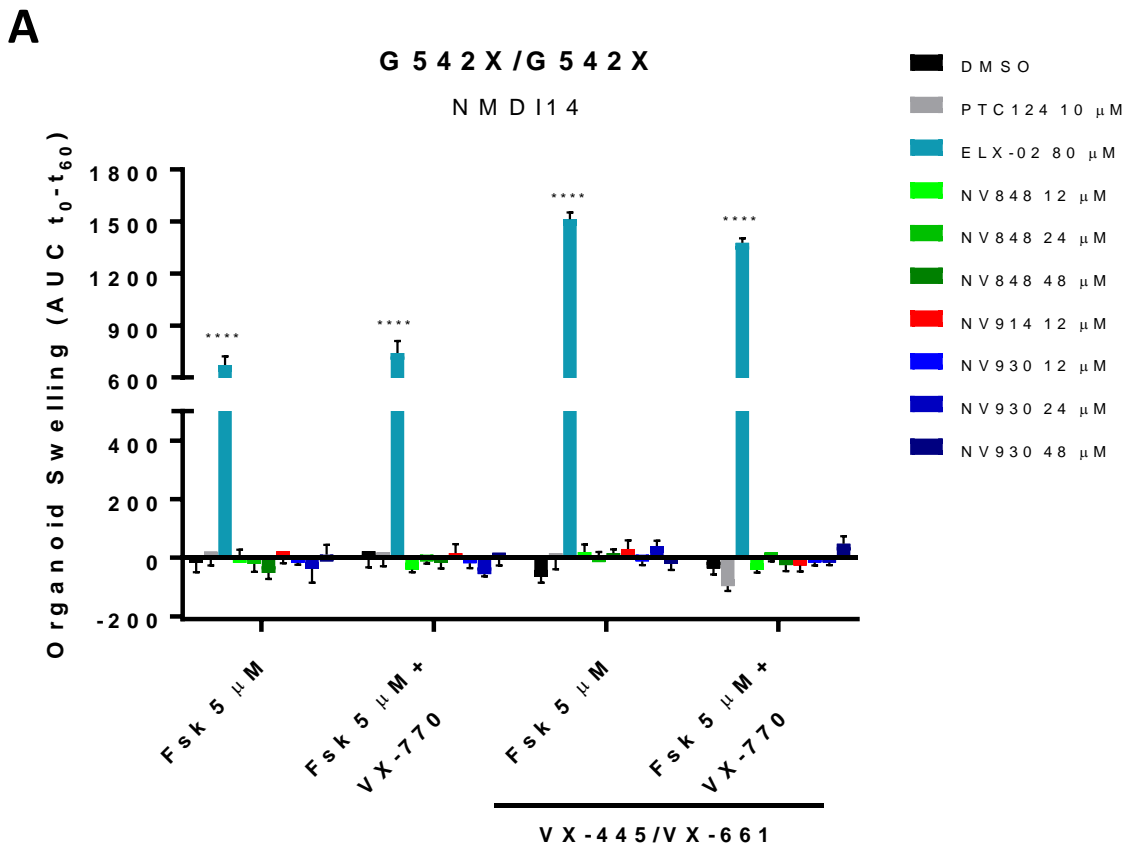 A
G542X/G542X
NMDI14
Organoid Swelling (AUC t0-t60)
1800
1500
1200
900
600
400
200
0
-200
****
****
****
****
Fsk 5 μM
Fsk 5 μM +
VX-770
Fsk 5 μM
Fsk 5 μM +
VX-770
VX-445/VX-661
DMSO
PTC124 10 μM
ELX-02 80 μM
NV848 12 μM
NV848 24 μM
NV848 48 μM
NV914 12 μM
NV930 12 μM
NV930 24 μM
NV930 48 μM